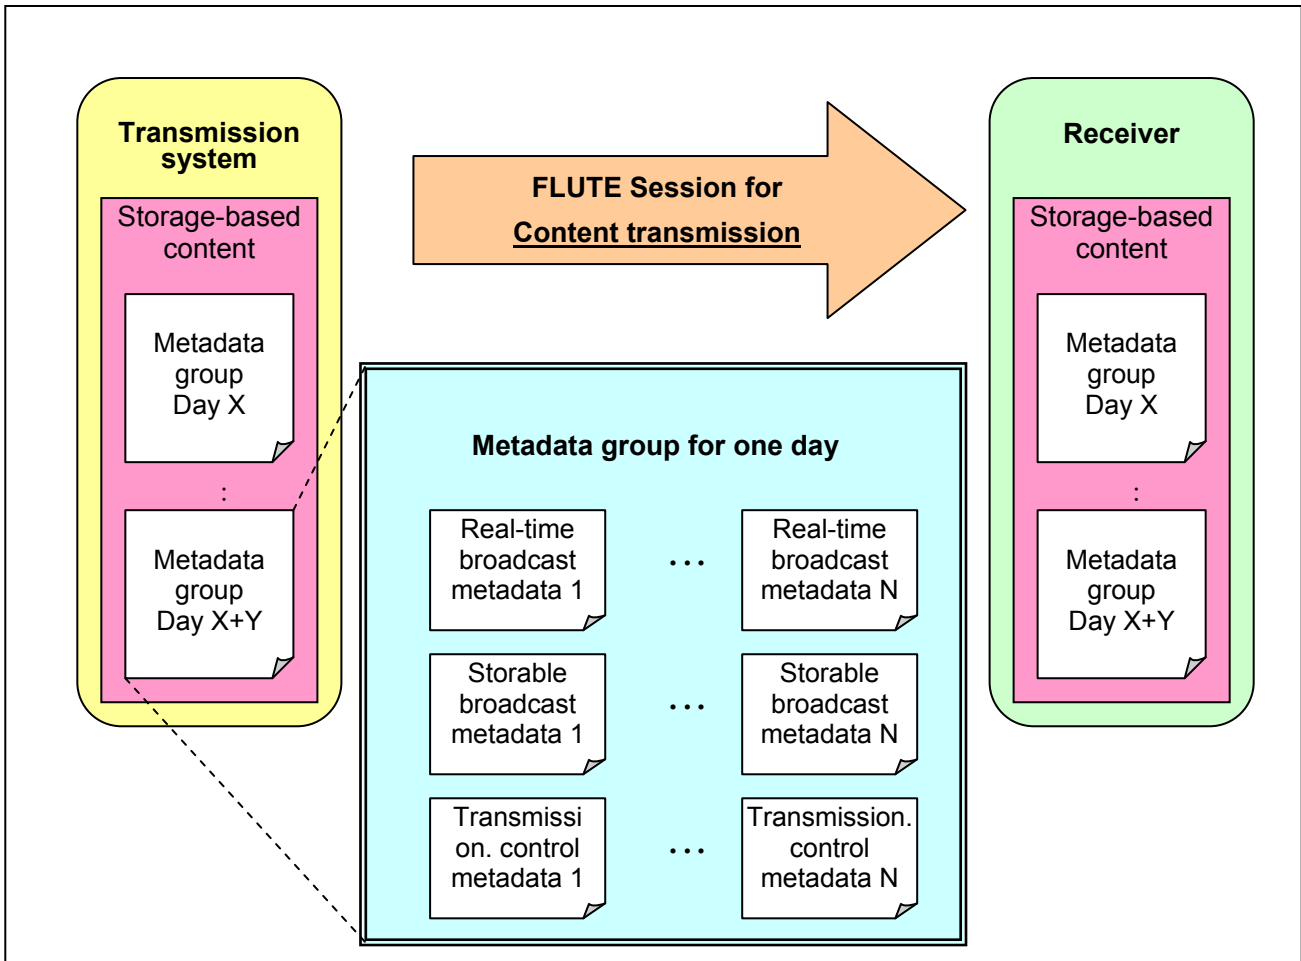 Transmission
system
Storage-based
content
Metadata
group
Day X
:
Metadata
group
Day X+Y
FLUTE Session for
Content transmission
Metadata group for one day
Real-time
broadcast
metadata 1
...
Real-time
broadcast
metadata N
Storable
broadcast
metadata 1
...
Storable
broadcast
metadata N
Transmissi
on. control
metadata 1
...
Transmission.
control
metadata N
Receiver
Storage-based
content
Metadata
group
Day X
:
Metadata
group
Day X+Y